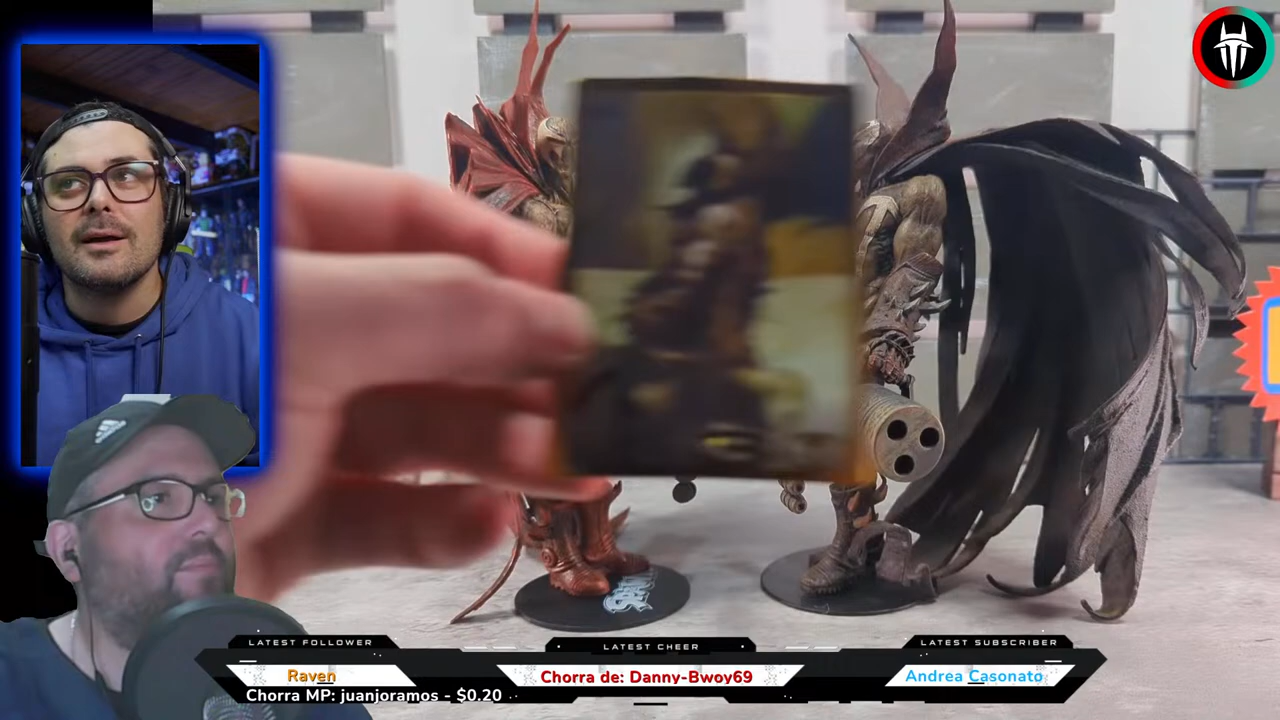 LATEST FOLLOWER
Raven
LATEST CHEER
Chorra de: Danny-Bwoy69
LATEST SUBSCRIBER
Andrea Casonato
Chorra MP: juanjoramos - $0.20